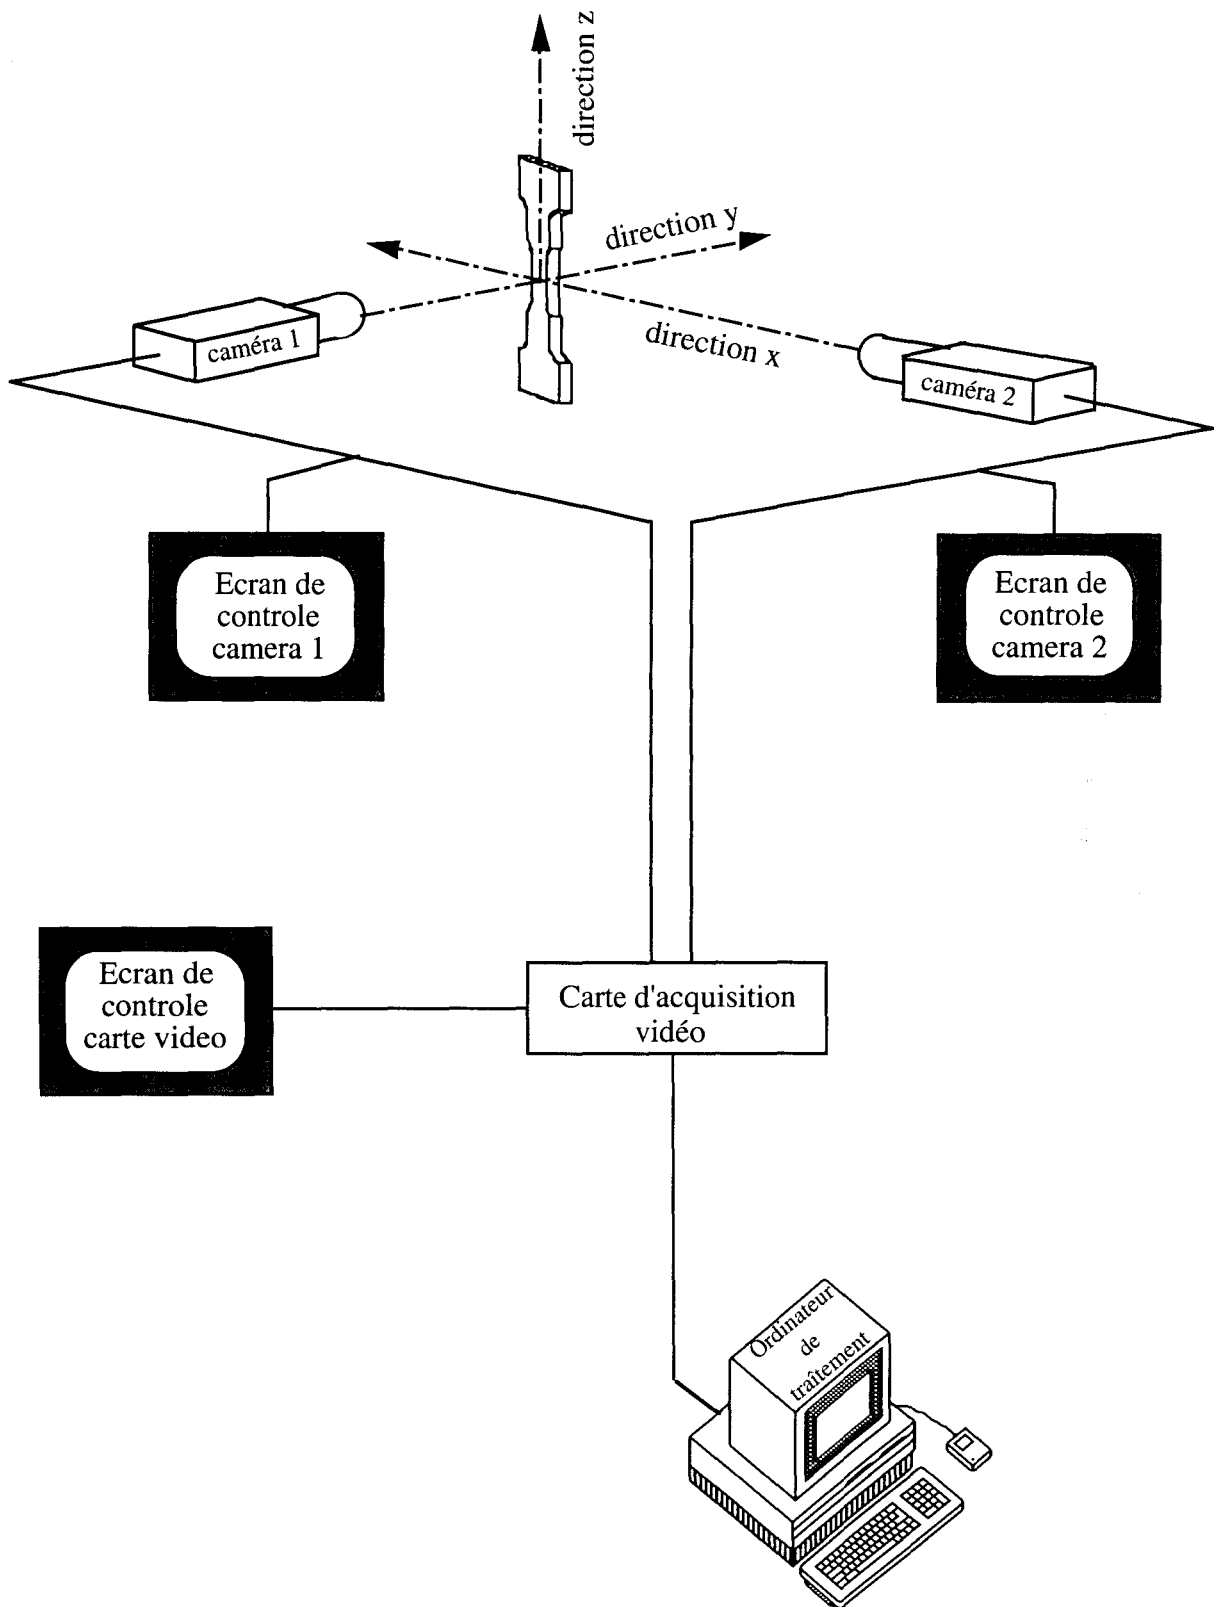 direction z
direction y
direction x
caméra 1
caméra 2
Ecran de
controle
camera 1
Ecran de
controle
camera 2
Ecran de
controle
carte video
Carte d'acquisition
vidéo
Ordinateur
de
traîtement